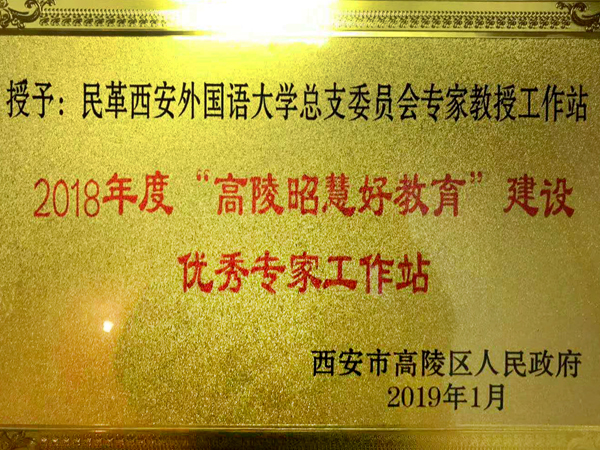 授予：民革西安外国语大学总支委员会专家教授工作站
2018年度“高陵昭慧好教育”建设
优秀专家工作站
西安市高陵区人民政府
2019年1月